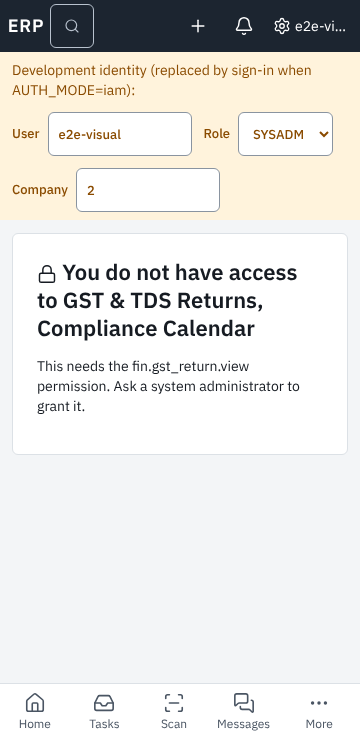 ERP
e2e-vi...
Development identity (replaced by sign-in when
AUTH_MODE=iam):
User
e2e-visual
Role
SYSADM
Company
2
You do not have access
to GST & TDS Returns,
Compliance Calendar
This needs the fin.gst_return.view
permission. Ask a system administrator to
grant it.
Home
Tasks
Scan
Messages
More